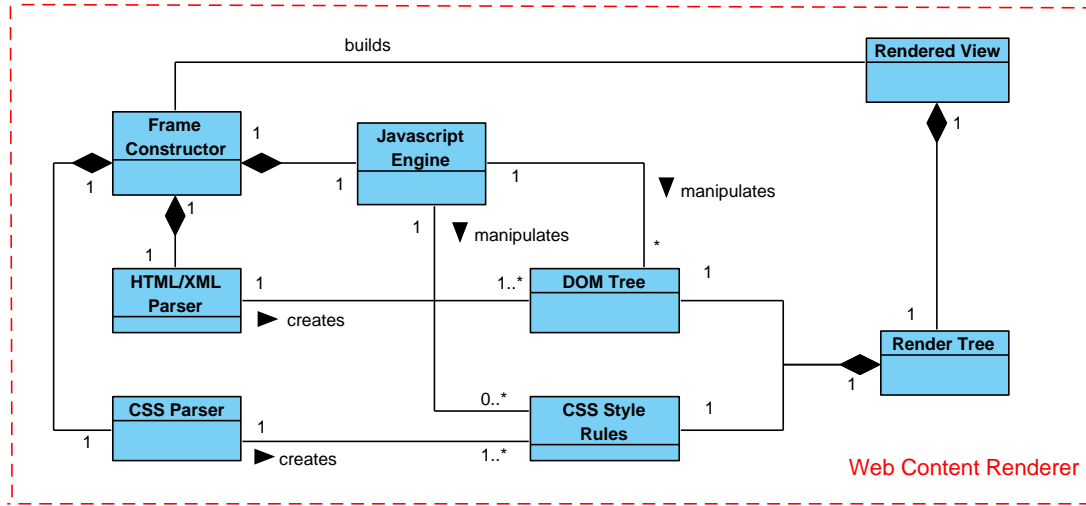 builds
Rendered View
Frame
Constructor
1
Javascript
Engine
1
1
1
1
manipulates
1
1
1
manipulates
*
1
HTML/XML
Parser
1
1..*
DOM Tree
1
creates
1
Render Tree
1
0..*
CSS Parser
1
CSS Style
Rules
1
1
1..*
creates
Web Content Renderer